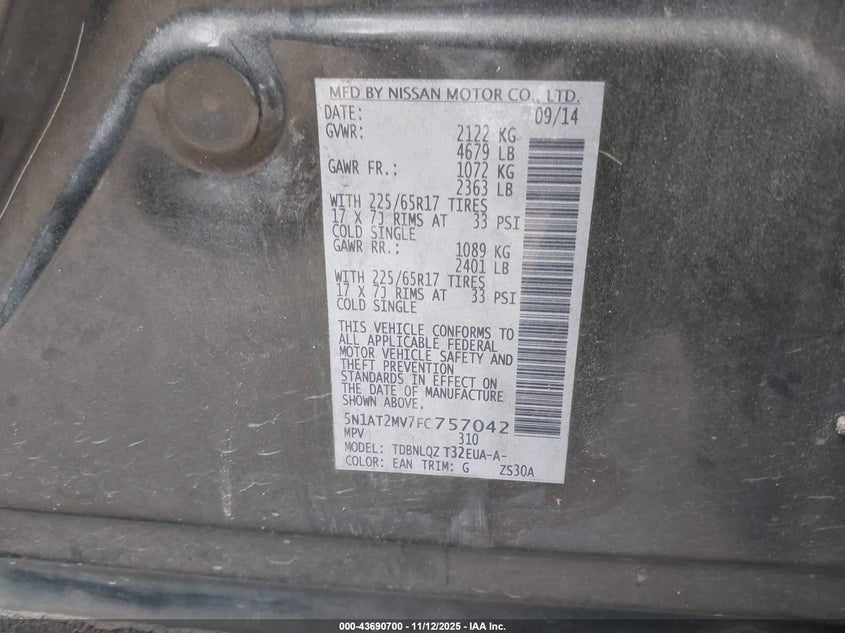 MFD BY NISSAN MOTOR CO., LTD.
DATE: 09/14
GVWR: 2122 KG
4679 LB
GAWR FR.: 1072 KG
2363 LB
WITH 225/65R17 TIRES
17 X 7J RIMS AT 33 PSI
COLD SINGLE
GAWR RR.: 1089 KG
2401 LB
WITH 225/65R17 TIRES
17 X 7J RIMS AT 33 PSI
COLD SINGLE
THIS VEHICLE CONFORMS TO
ALL APPLICABLE FEDERAL
MOTOR VEHICLE SAFETY AND
THEFT PREVENTION
STANDARDS IN EFFECT ON
THE DATE OF MANUFACTURE
SHOWN ABOVE.
5N1AT2MV7FC757042
MPV 310
MODEL: TDBNLQZ T32EUA-A-
COLOR: EAN TRIM: G ZS30A
000-43690700 - 11/12/2025 - IAA Inc.